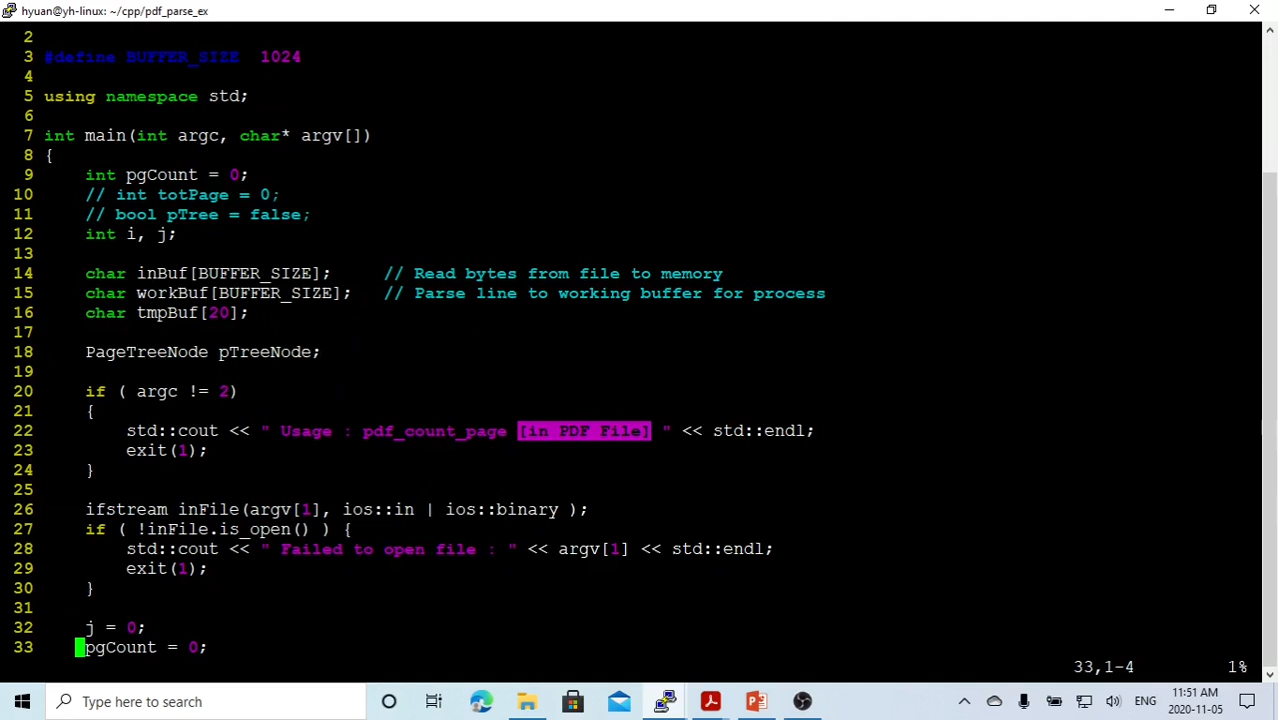 hyuan@yh-linux: ~/cpp/pdf_parse_ex
2
3 #define BUFFER_SIZE 1024
4
5 using namespace std;
6
7 int main(int argc, char* argv[])
8 {
9 int pgCount = 0;
10 // int totPage = 0;
11 // bool pTree = false;
12 int i, j;
13
14 char inBuf[BUFFER_SIZE]; // Read bytes from file to memory
15 char workBuf[BUFFER_SIZE]; // Parse line to working buffer for process
16 char tmpBuf[20];
17
18 PageTreeNode pTreeNode;
19
20 if ( argc != 2)
21 {
22 std::cout << " Usage : pdf_count_page [in PDF File] " << std::endl;
23 exit(1);
24 }
25
26 ifstream inFile(argv[1], ios::in | ios::binary );
27 if ( !inFile.is_open() ) {
28 std::cout << " Failed to open file : " << argv[1] << std::endl;
29 exit(1);
30 }
31
32 j = 0;
33 pgCount = 0;
33,1-4 1%
Type here to search
ENG
11:51 AM
2020-11-05